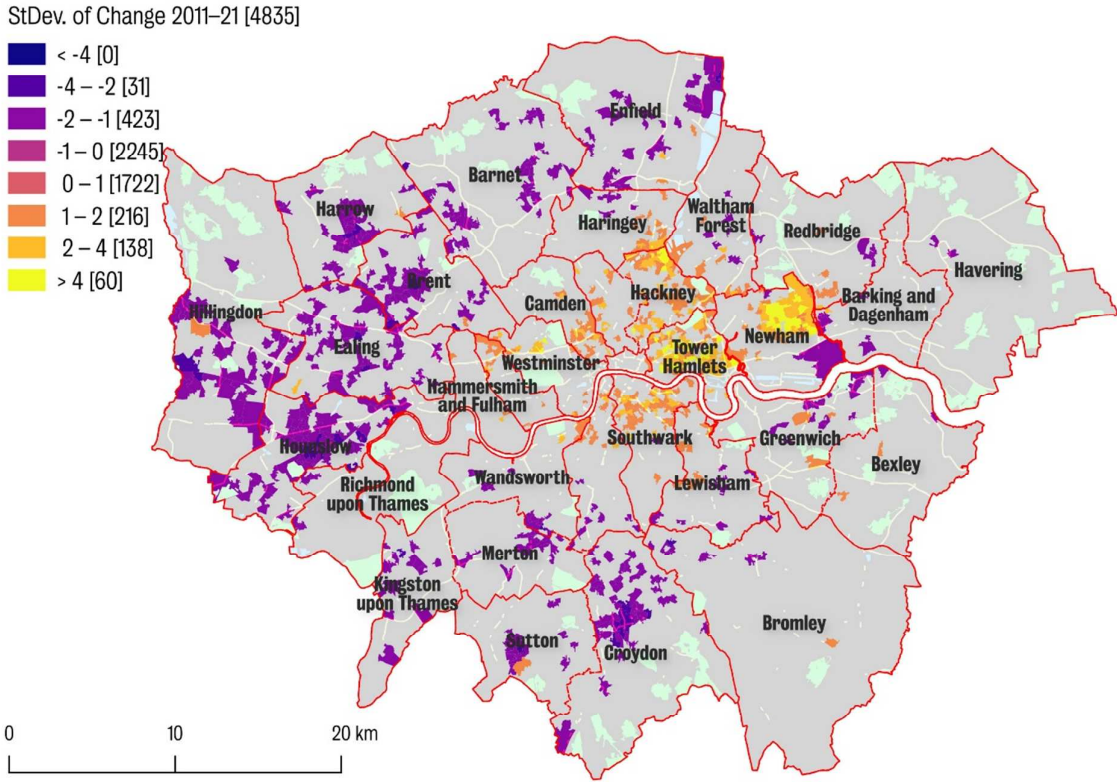 StDev. of Change 2011–21 [4835]
< -4 [0]
-4 – -2 [31]
-2 – -1 [423]
-1 – 0 [2245]
0 – 1 [1722]
1 – 2 [216]
2 – 4 [138]
> 4 [60]
Enfield
Barnet
Harrow
Haringey
Waltham
Forest
Redbridge
Havering
Brent
Camden
Hackney
Barking and
Dagenham
Hillingdon
Ealing
Newham
Westminster
Tower
Hamlets
Hammersmith
and Fulham
Hounslow
Southwark
Greenwich
Bexley
Richmond
upon Thames
Wandsworth
Lewisham
Merton
Kingston
upon Thames
Sutton
Croydon
Bromley
0
10
20 km